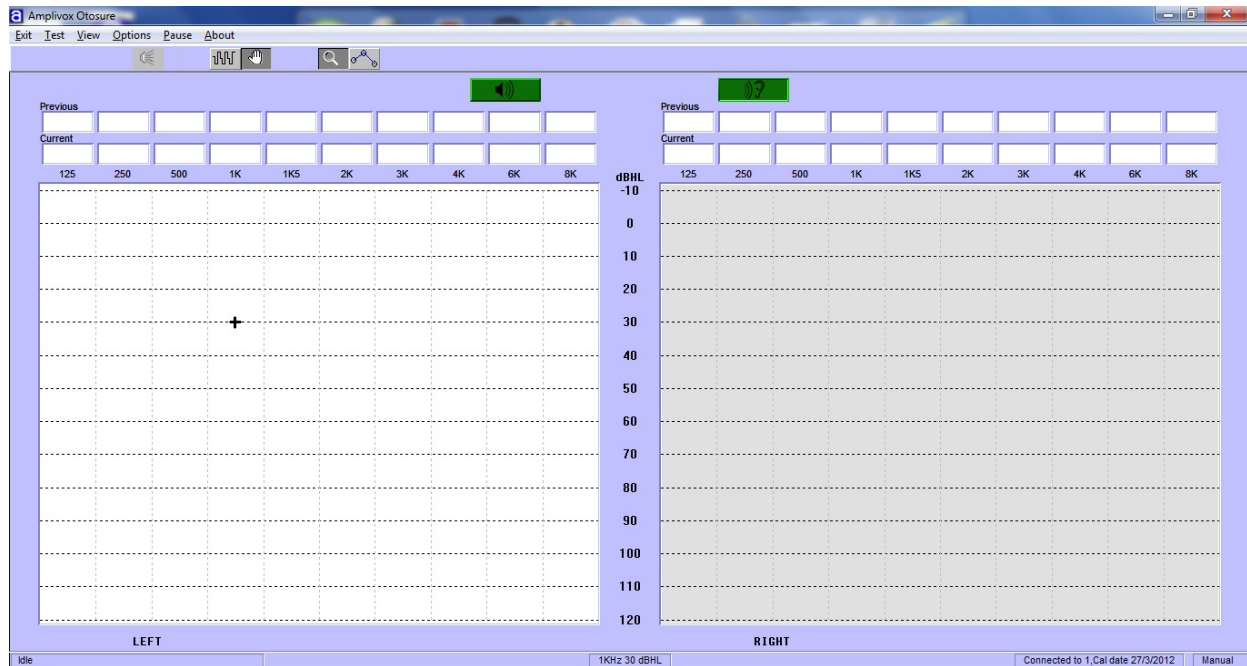 Amplivox Otosure
Exit Test View Options Pause About
Previous Previous
Current Current
125 250 500 1K 1K5 2K 3K 4K 6K 8K dBHL 125 250 500 1K 1K5 2K 3K 4K 6K 8K
-10
0
10
20
30
40
50
60
70
80
90
100
110
120
LEFT RIGHT
Idle 1KHz 30 dBHL Connected to 1,Cal date 27/3/2012 Manual